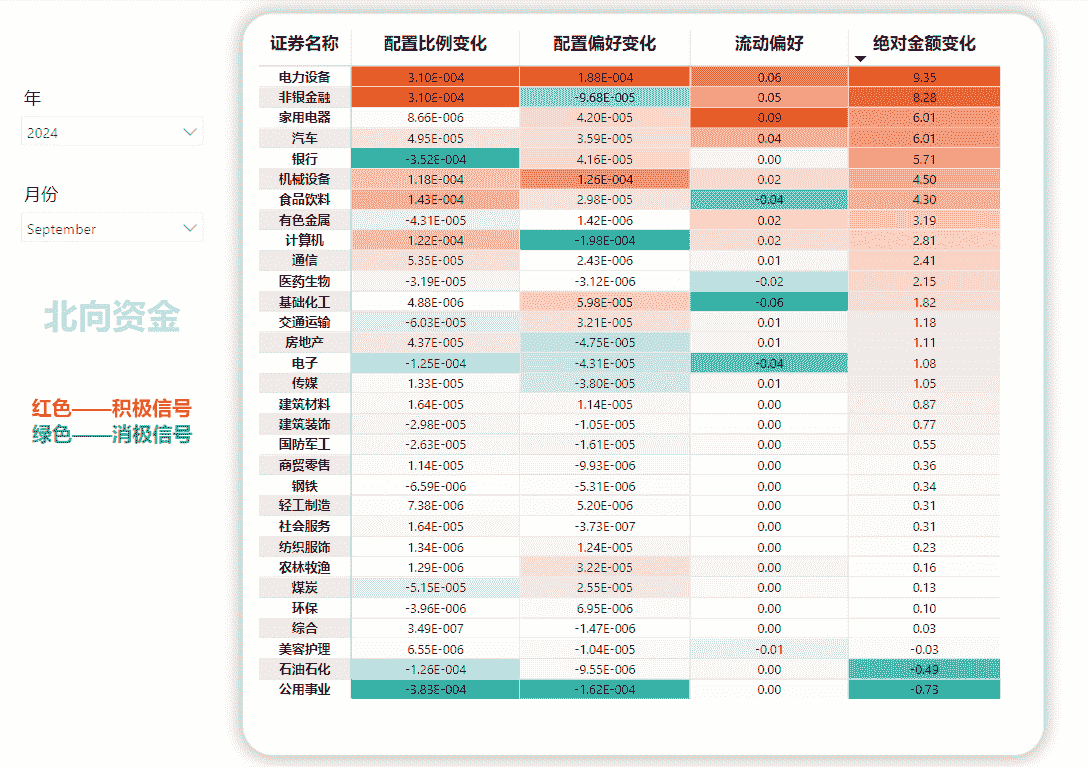 年
2024
月份
September
北向资金
红色——积极信号
绿色——消极信号
证券名称 配置比例变化 配置偏好变化 流动偏好 绝对金额变化
电力设备 3.10E-004 1.88E-004 0.06 9.35
非银金融 3.10E-004 -9.68E-005 0.05 8.28
家用电器 8.66E-006 4.20E-005 0.09 6.01
汽车 4.95E-005 3.59E-005 0.04 6.01
银行 -3.52E-004 4.16E-005 0.00 5.71
机械设备 1.18E-004 1.26E-004 0.02 4.50
食品饮料 1.43E-004 2.98E-005 -0.04 4.30
有色金属 -4.31E-005 1.42E-006 0.02 3.19
计算机 1.22E-004 -1.98E-004 0.02 2.81
通信 5.35E-005 2.43E-006 0.01 2.41
医药生物 -3.19E-005 -3.12E-006 -0.02 2.15
基础化工 4.88E-006 5.98E-005 -0.06 1.82
交通运输 -6.03E-005 3.21E-005 0.01 1.18
房地产 4.37E-005 -4.75E-005 0.01 1.11
电子 -1.25E-004 -4.31E-005 -0.04 1.08
传媒 1.33E-005 -3.80E-005 0.01 1.05
建筑材料 1.64E-005 1.14E-005 0.00 0.87
建筑装饰 -2.98E-005 -1.05E-005 0.00 0.77
国防军工 -2.63E-005 -1.61E-005 0.00 0.55
商贸零售 1.14E-005 -9.93E-006 0.00 0.36
钢铁 -6.59E-006 -5.31E-006 0.00 0.34
轻工制造 7.38E-006 5.20E-006 0.00 0.31
社会服务 1.64E-005 -3.73E-007 0.00 0.31
纺织服饰 1.34E-006 1.24E-005 0.00 0.23
农林牧渔 1.29E-006 3.22E-005 0.00 0.16
煤炭 -5.15E-005 2.55E-005 0.00 0.13
环保 -3.96E-006 6.95E-006 0.00 0.10
综合 3.49E-007 -1.47E-006 0.00 0.03
美容护理 6.55E-006 -1.04E-005 -0.01 -0.03
石油石化 -1.26E-004 -9.55E-006 0.00 -0.49
公用事业 -3.83E-004 -1.62E-004 0.00 -0.73